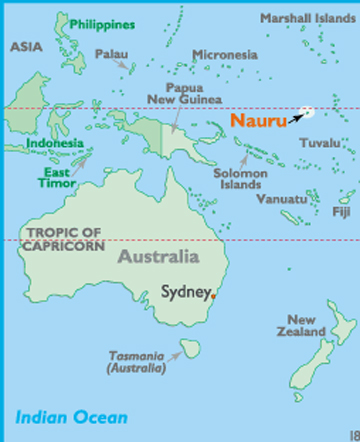 Philippines
Marshall Islands
ASIA
Palau
Micronesia
Papua
New Guinea
Nauru
Indonesia
Tuvalu
East
Timor
Solomon
Islands
Vanuatu
Fiji
TROPIC OF
CAPRICORN
Australia
Sydney
New
Zealand
Tasmania
(Australia)
Indian Ocean
18